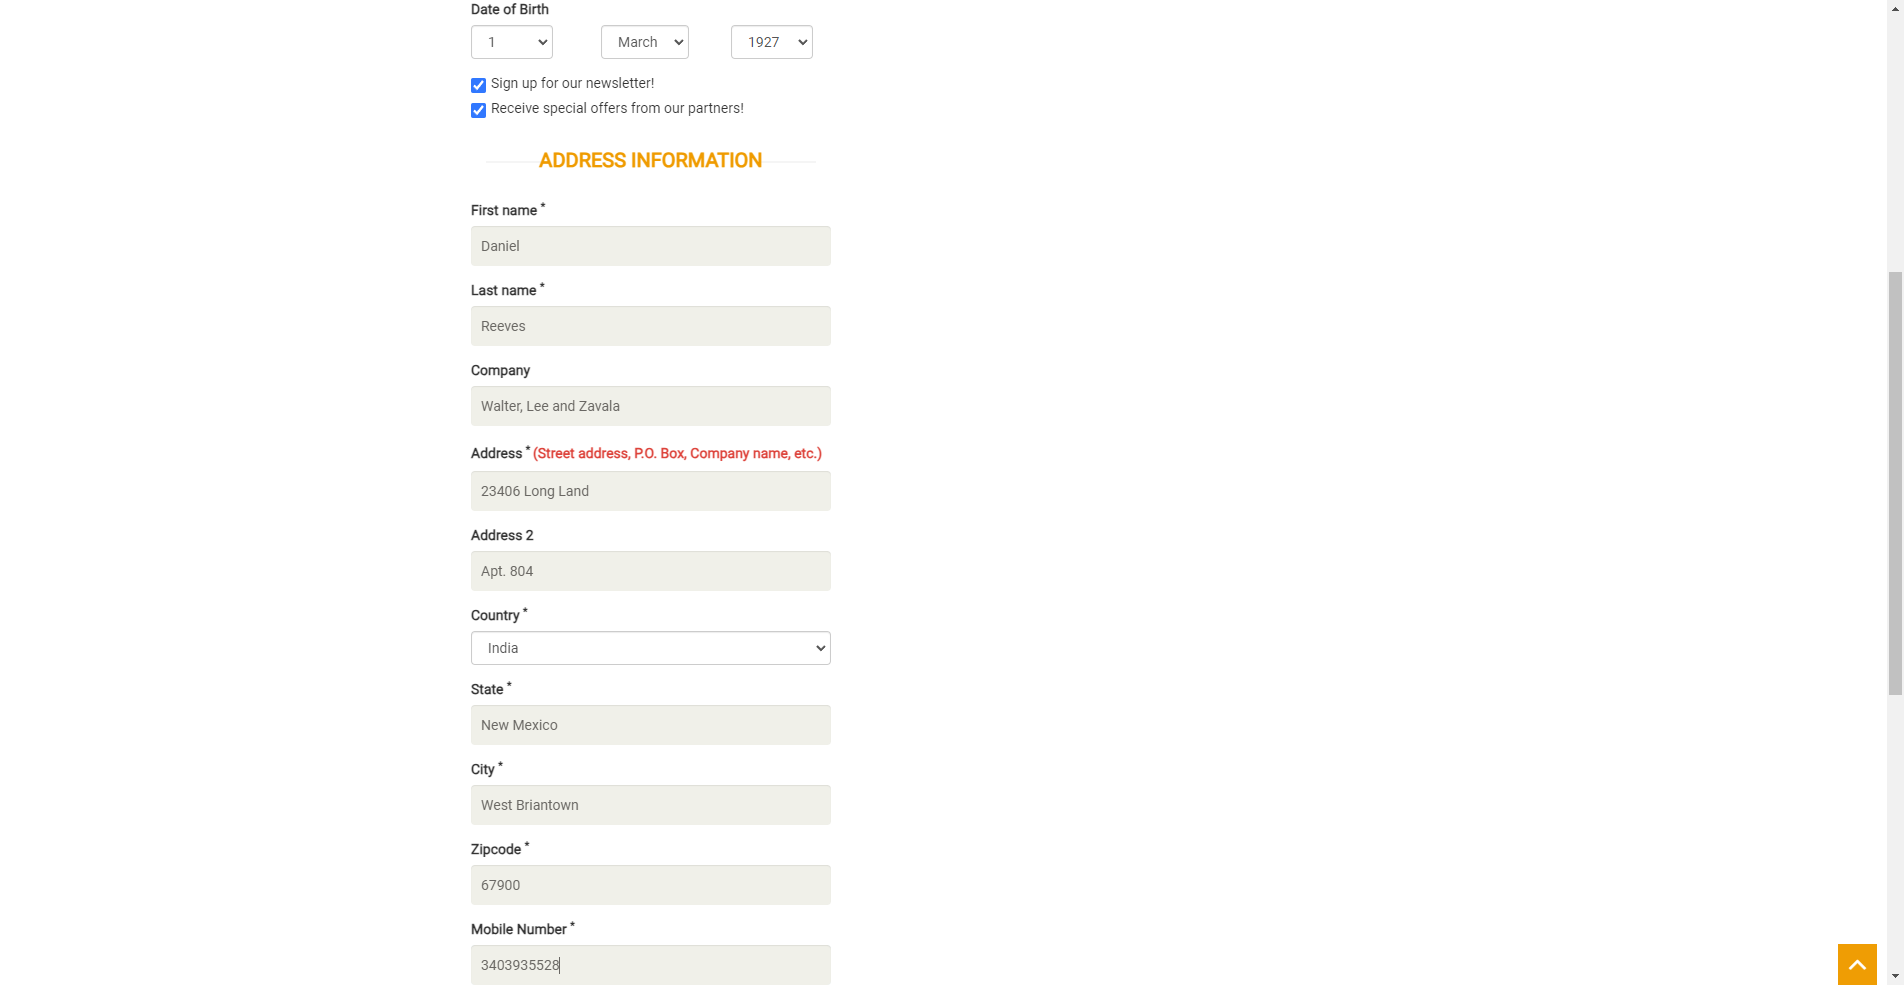 Date of Birth
1 March 1927
Sign up for our newsletter!
Receive special offers from our partners!
ADDRESS INFORMATION
First name *
Daniel
Last name *
Reeves
Company
Walter, Lee and Zavala
Address * (Street address, P.O. Box, Company name, etc.)
23406 Long Land
Address 2
Apt. 804
Country *
India
State *
New Mexico
City *
West Briantown
Zipcode *
67900
Mobile Number *
3403935528